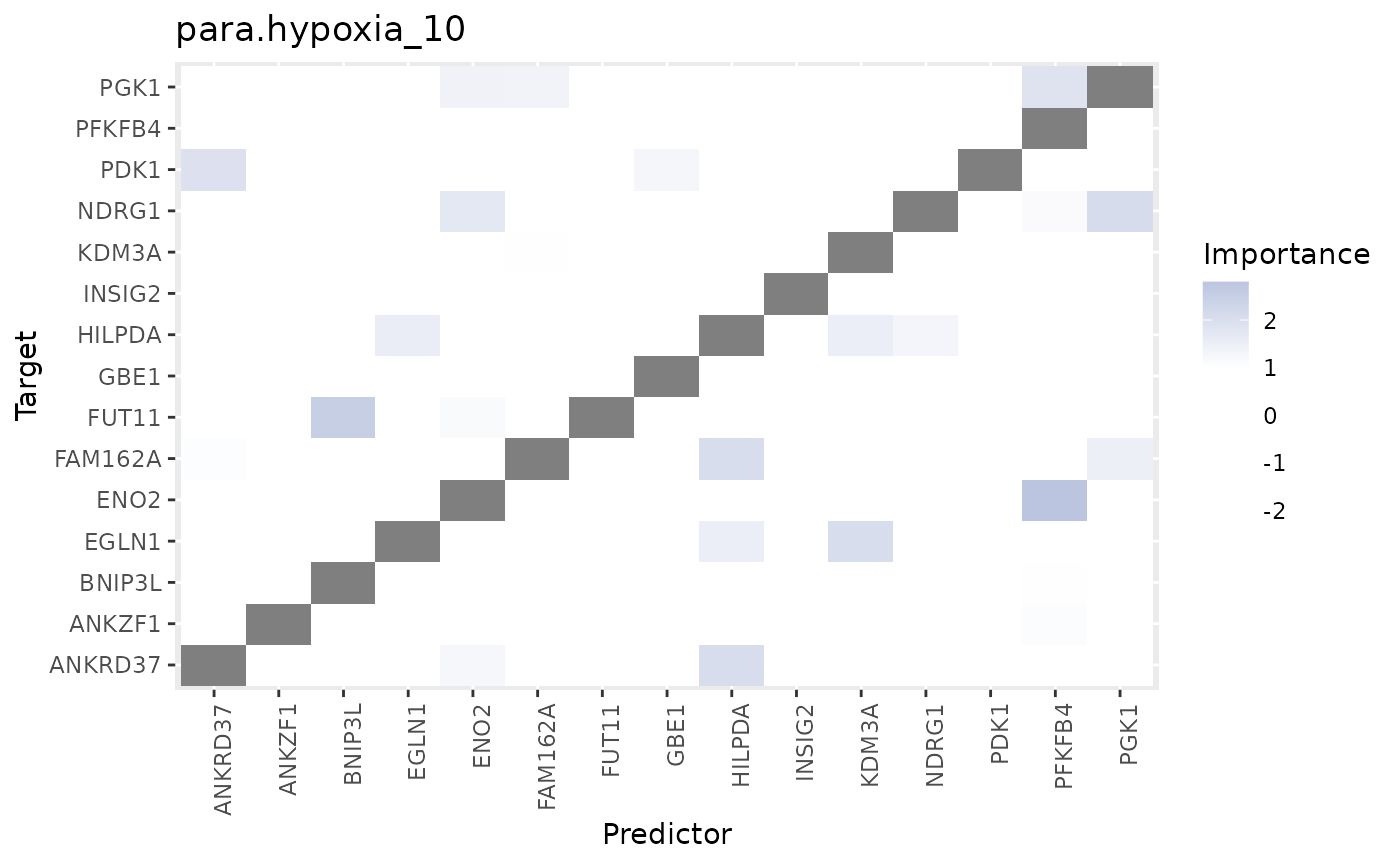 para.hypoxia_10
PGK1
PFKFB4
PDK1
NDRG1
KDM3A
INSIG2
HILPDA
GBE1
FUT11
FAM162A
ENO2
EGLN1
BNIP3L
ANKZF1
ANKRD37
Target
ANKRD37
ANKZF1
BNIP3L
EGLN1
ENO2
FAM162A
FUT11
GBE1
HILPDA
INSIG2
KDM3A
NDRG1
PDK1
PFKFB4
PGK1
Predictor
Importance
2
1
0
-1
-2